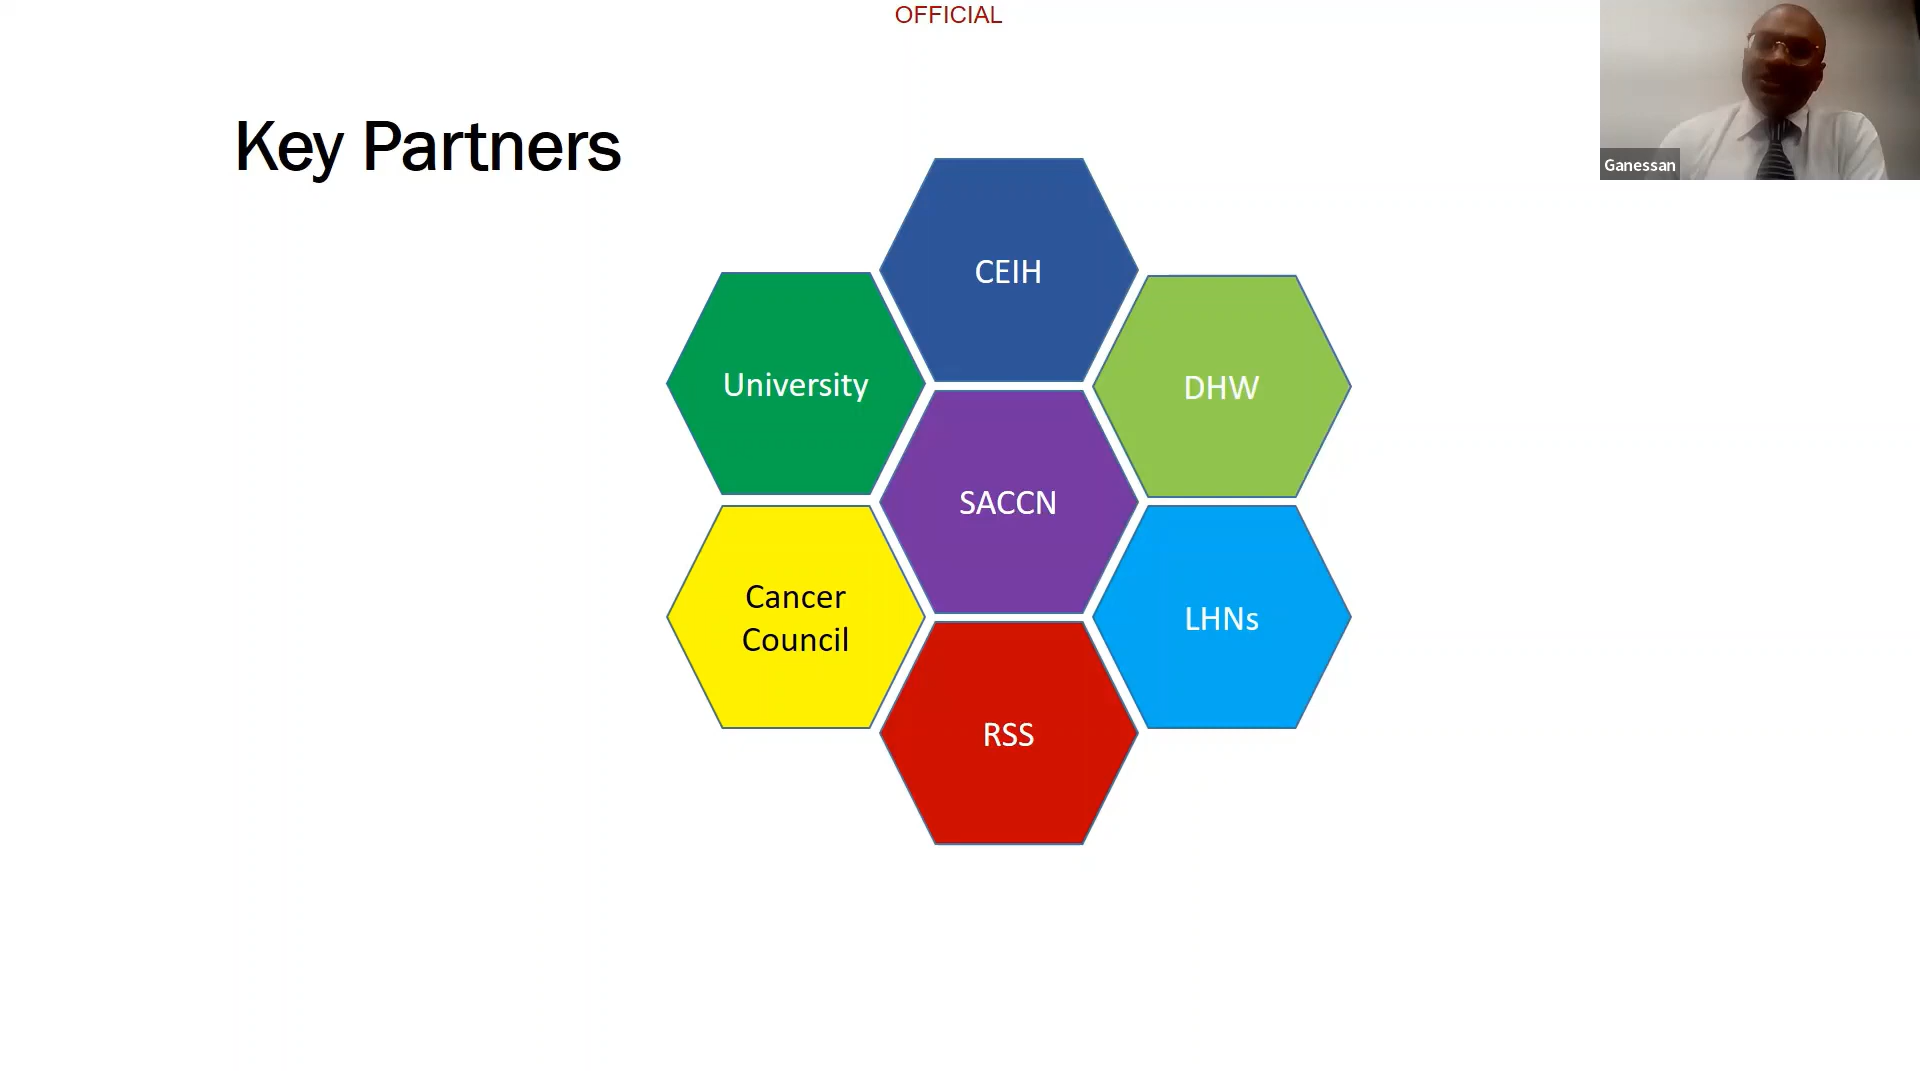 OFFICIAL
Key Partners
Ganessan
CEIH
University
DHW
SACCN
Cancer
Council
LHNs
RSS